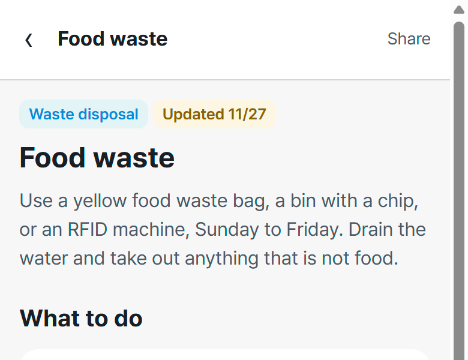 ‹ Food waste Share
Waste disposal Updated 11/27
Food waste
Use a yellow food waste bag, a bin with a chip,
or an RFID machine, Sunday to Friday. Drain the
water and take out anything that is not food.
What to do